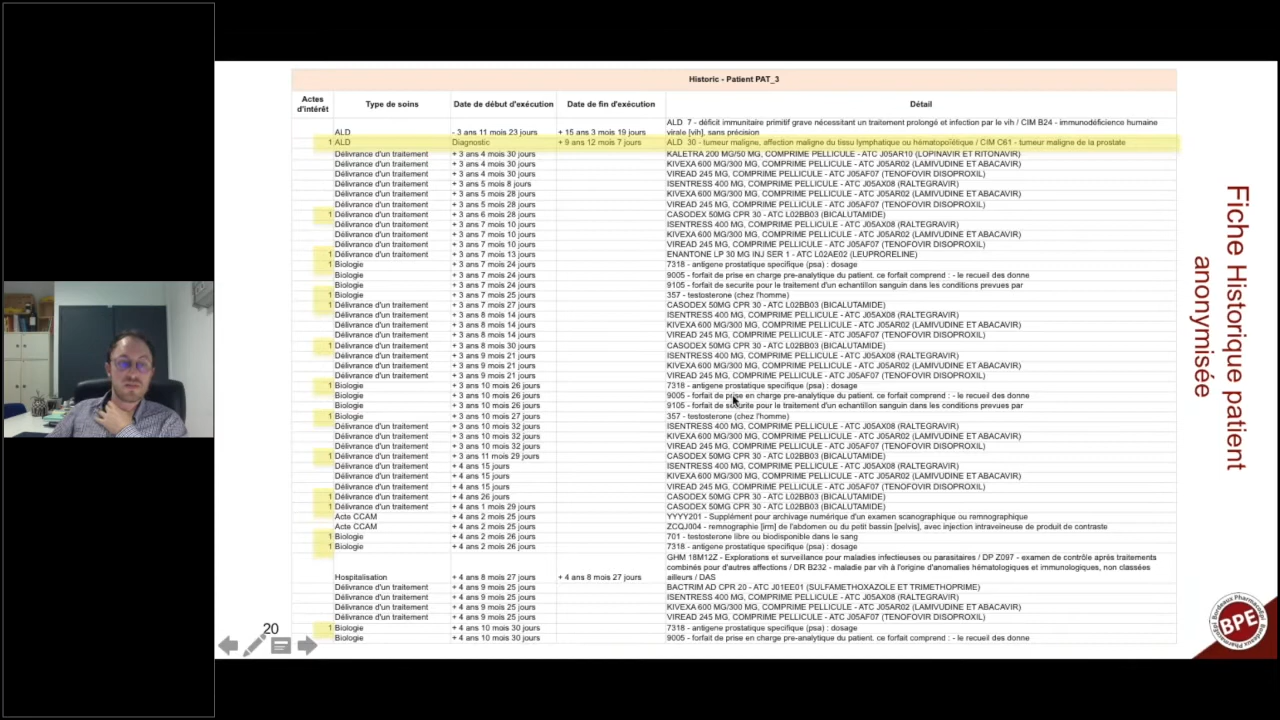 Historic - Patient PAT_3
Actes d'intérêt Type de soins Date de début d'exécution Date de fin d'exécution Détail
ALD - 3 ans 11 mois 23 jours + 15 ans 3 mois 19 jours ALD 7 - déficit immunitaire primitif grave nécessitant un traitement prolongé et infection par le vih / CIM B24 - immunodéficience humaine
virale [vih], sans précision
1 ALD Diagnostic + 9 ans 12 mois 7 jours ALD 30 - tumeur maligne, affection maligne du tissu lymphatique ou hématopoïétique / CIM C61 - tumeur maligne de la prostate
Délivrance d'un traitement + 3 ans 4 mois 30 jours KALETRA 200 MG/50 MG, COMPRIME PELLICULE - ATC J05AR10 (LOPINAVIR ET RITONAVIR)
Délivrance d'un traitement + 3 ans 4 mois 30 jours KIVEXA 600 MG/300 MG, COMPRIME PELLICULE - ATC J05AR02 (LAMIVUDINE ET ABACAVIR)
Délivrance d'un traitement + 3 ans 4 mois 30 jours VIREAD 245 MG, COMPRIME PELLICULE - ATC J05AF07 (TENOFOVIR DISOPROXIL)
Délivrance d'un traitement + 3 ans 5 mois 8 jours ISENTRESS 400 MG, COMPRIME PELLICULE - ATC J05AX08 (RALTEGRAVIR)
Délivrance d'un traitement + 3 ans 5 mois 28 jours KIVEXA 600 MG/300 MG, COMPRIME PELLICULE - ATC J05AR02 (LAMIVUDINE ET ABACAVIR)
Délivrance d'un traitement + 3 ans 5 mois 28 jours VIREAD 245 MG, COMPRIME PELLICULE - ATC J05AF07 (TENOFOVIR DISOPROXIL)
1 Délivrance d'un traitement + 3 ans 6 mois 28 jours CASODEX 50MG CPR 30 - ATC L02BB03 (BICALUTAMIDE)
Délivrance d'un traitement + 3 ans 7 mois 10 jours ISENTRESS 400 MG, COMPRIME PELLICULE - ATC J05AX08 (RALTEGRAVIR)
Délivrance d'un traitement + 3 ans 7 mois 10 jours KIVEXA 600 MG/300 MG, COMPRIME PELLICULE - ATC J05AR02 (LAMIVUDINE ET ABACAVIR)
Délivrance d'un traitement + 3 ans 7 mois 10 jours VIREAD 245 MG, COMPRIME PELLICULE - ATC J05AF07 (TENOFOVIR DISOPROXIL)
1 Délivrance d'un traitement + 3 ans 7 mois 13 jours ENANTONE LP 30 MG INJ SER 1 - ATC L02AE02 (LEUPRORELINE)
1 Biologie + 3 ans 7 mois 24 jours 7318 - antigene prostatique specifique (psa) : dosage
Biologie + 3 ans 7 mois 24 jours 9005 - forfait de prise en charge pre-analytique du patient. ce forfait comprend : - le recueil des donne
Biologie + 3 ans 7 mois 24 jours 9105 - forfait de securite pour le traitement d'un echantillon sanguin dans les conditions prevues par
1 Biologie + 3 ans 7 mois 25 jours 357 - testosterone (chez l'homme)
1 Délivrance d'un traitement + 3 ans 7 mois 27 jours CASODEX 50MG CPR 30 - ATC L02BB03 (BICALUTAMIDE)
Délivrance d'un traitement + 3 ans 8 mois 14 jours ISENTRESS 400 MG, COMPRIME PELLICULE - ATC J05AX08 (RALTEGRAVIR)
Délivrance d'un traitement + 3 ans 8 mois 14 jours KIVEXA 600 MG/300 MG, COMPRIME PELLICULE - ATC J05AR02 (LAMIVUDINE ET ABACAVIR)
Délivrance d'un traitement + 3 ans 8 mois 14 jours VIREAD 245 MG, COMPRIME PELLICULE - ATC J05AF07 (TENOFOVIR DISOPROXIL)
1 Délivrance d'un traitement + 3 ans 8 mois 30 jours CASODEX 50MG CPR 30 - ATC L02BB03 (BICALUTAMIDE)
Délivrance d'un traitement + 3 ans 9 mois 21 jours ISENTRESS 400 MG, COMPRIME PELLICULE - ATC J05AX08 (RALTEGRAVIR)
Délivrance d'un traitement + 3 ans 9 mois 21 jours KIVEXA 600 MG/300 MG, COMPRIME PELLICULE - ATC J05AR02 (LAMIVUDINE ET ABACAVIR)
Délivrance d'un traitement + 3 ans 9 mois 21 jours VIREAD 245 MG, COMPRIME PELLICULE - ATC J05AF07 (TENOFOVIR DISOPROXIL)
1 Biologie + 3 ans 10 mois 26 jours 7318 - antigene prostatique specifique (psa) : dosage
Biologie + 3 ans 10 mois 26 jours 9005 - forfait de prise en charge pre-analytique du patient. ce forfait comprend : - le recueil des donne
Biologie + 3 ans 10 mois 26 jours 9105 - forfait de securite pour le traitement d'un echantillon sanguin dans les conditions prevues par
1 Biologie + 3 ans 10 mois 27 jours 357 - testosterone (chez l'homme)
Délivrance d'un traitement + 3 ans 10 mois 32 jours ISENTRESS 400 MG, COMPRIME PELLICULE - ATC J05AX08 (RALTEGRAVIR)
Délivrance d'un traitement + 3 ans 10 mois 32 jours KIVEXA 600 MG/300 MG, COMPRIME PELLICULE - ATC J05AR02 (LAMIVUDINE ET ABACAVIR)
Délivrance d'un traitement + 3 ans 10 mois 32 jours VIREAD 245 MG, COMPRIME PELLICULE - ATC J05AF07 (TENOFOVIR DISOPROXIL)
1 Délivrance d'un traitement + 3 ans 11 mois 29 jours CASODEX 50MG CPR 30 - ATC L02BB03 (BICALUTAMIDE)
Délivrance d'un traitement + 4 ans 15 jours ISENTRESS 400 MG, COMPRIME PELLICULE - ATC J05AX08 (RALTEGRAVIR)
Délivrance d'un traitement + 4 ans 15 jours KIVEXA 600 MG/300 MG, COMPRIME PELLICULE - ATC J05AR02 (LAMIVUDINE ET ABACAVIR)
Délivrance d'un traitement + 4 ans 15 jours VIREAD 245 MG, COMPRIME PELLICULE - ATC J05AF07 (TENOFOVIR DISOPROXIL)
1 Délivrance d'un traitement + 4 ans 26 jours CASODEX 50MG CPR 30 - ATC L02BB03 (BICALUTAMIDE)
1 Délivrance d'un traitement + 4 ans 1 mois 29 jours CASODEX 50MG CPR 30 - ATC L02BB03 (BICALUTAMIDE)
Acte CCAM + 4 ans 2 mois 25 jours YYYY201 - Supplément pour archivage numérique d'un examen scanographique ou remnographique
Acte CCAM + 4 ans 2 mois 25 jours ZCQJ004 - remnographie [irm] de l'abdomen ou du petit bassin [pelvis], avec injection intraveineuse de produit de contraste
1 Biologie + 4 ans 2 mois 26 jours 701 - testosterone libre ou biodisponible dans le sang
1 Biologie + 4 ans 2 mois 26 jours 7318 - antigene prostatique specifique (psa) : dosage
GHM 18M12Z - Explorations et surveillance pour maladies infectieuses ou parasitaires / DP Z097 - examen de contrôle après traitements
combinés pour d'autres affections / DR B232 - maladie par vih à l'origine d'anomalies hématologiques et immunologiques, non classées
Hospitalisation + 4 ans 8 mois 27 jours + 4 ans 8 mois 27 jours ailleurs / DAS
Délivrance d'un traitement + 4 ans 9 mois 25 jours BACTRIM AD CPR 20 - ATC J01EE01 (SULFAMETHOXAZOLE ET TRIMETHOPRIME)
Délivrance d'un traitement + 4 ans 9 mois 25 jours ISENTRESS 400 MG, COMPRIME PELLICULE - ATC J05AX08 (RALTEGRAVIR)
Délivrance d'un traitement + 4 ans 9 mois 25 jours KIVEXA 600 MG/300 MG, COMPRIME PELLICULE - ATC J05AR02 (LAMIVUDINE ET ABACAVIR)
Délivrance d'un traitement + 4 ans 9 mois 25 jours VIREAD 245 MG, COMPRIME PELLICULE - ATC J05AF07 (TENOFOVIR DISOPROXIL)
1 Biologie + 4 ans 10 mois 30 jours 7318 - antigene prostatique specifique (psa) : dosage
Biologie + 4 ans 10 mois 30 jours 9005 - forfait de prise en charge pre-analytique du patient. ce forfait comprend : - le recueil des donne
Fiche Historique patient
anonymisée
20
BPE